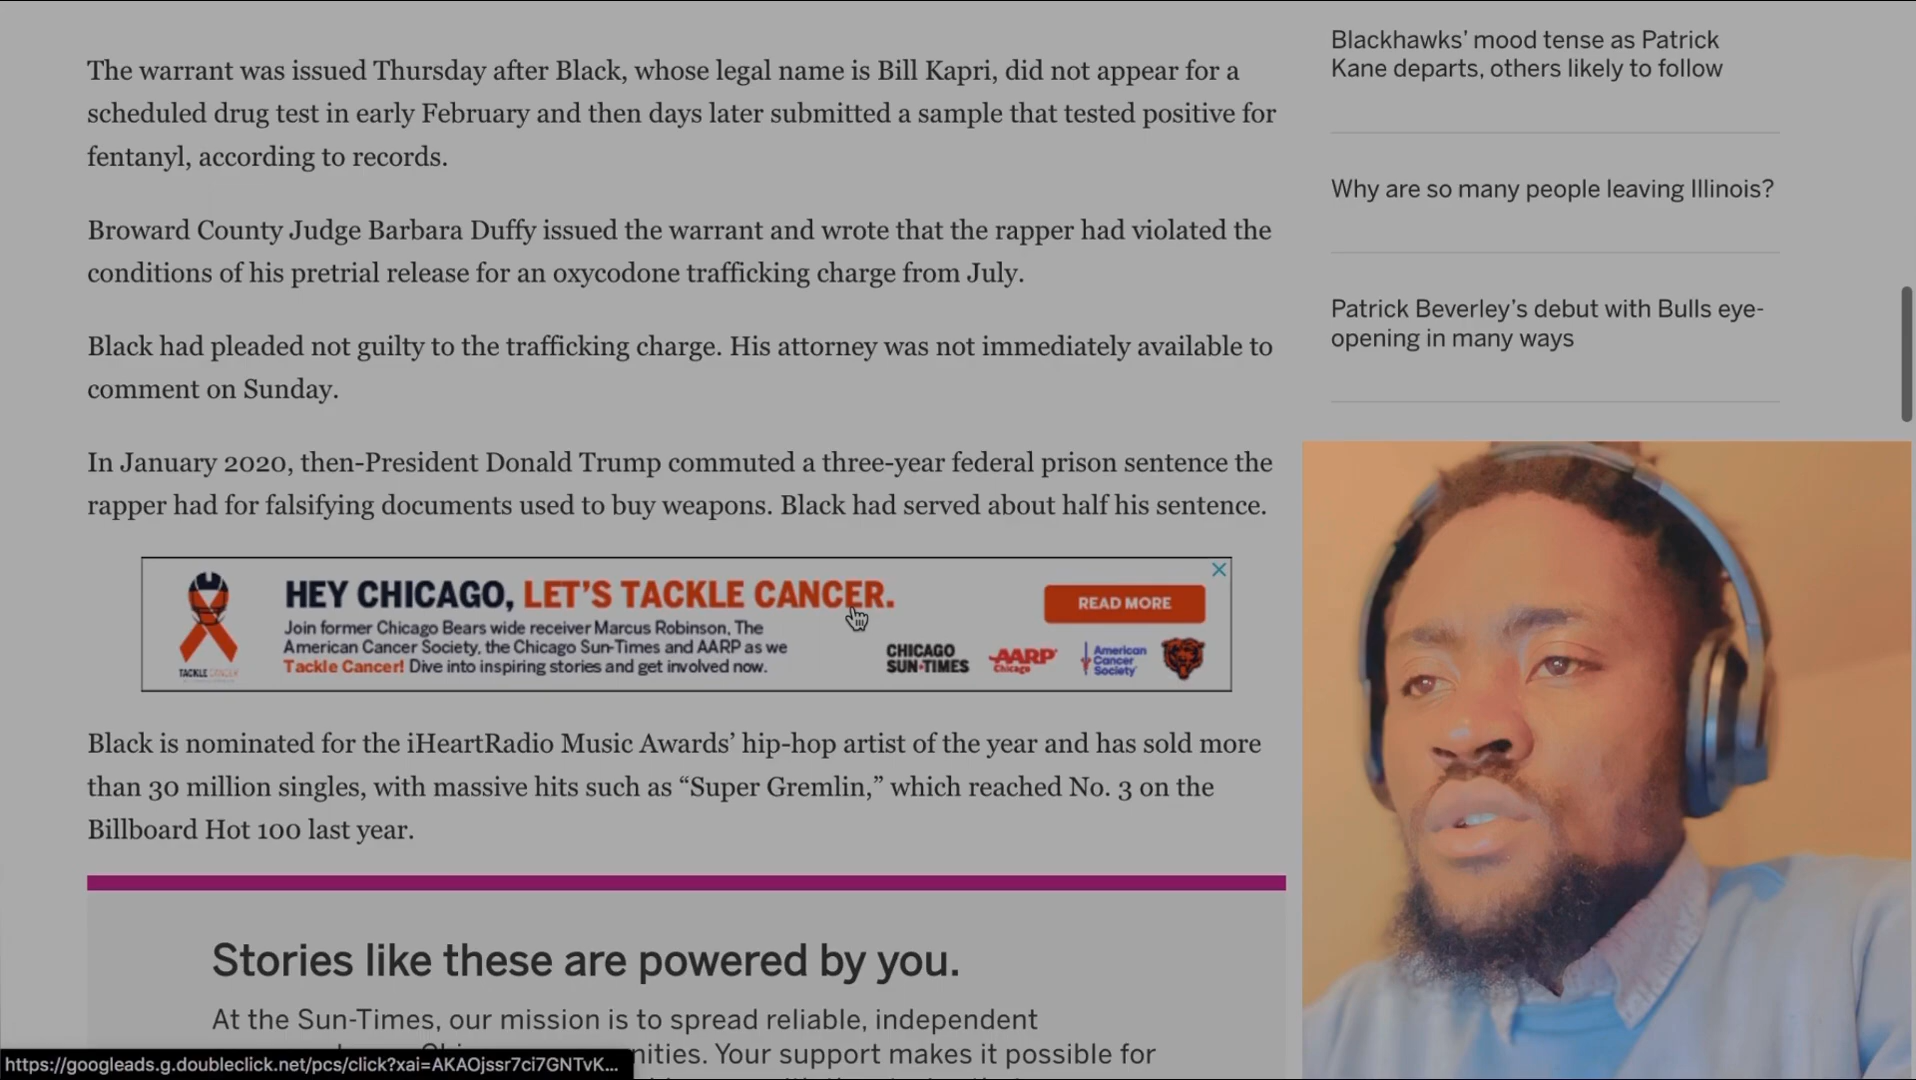 The warrant was issued Thursday after Black, whose legal name is Bill Kapri, did not appear for a
scheduled drug test in early February and then days later submitted a sample that tested positive for
fentanyl, according to records.
Broward County Judge Barbara Duffy issued the warrant and wrote that the rapper had violated the
conditions of his pretrial release for an oxycodone trafficking charge from July.
Black had pleaded not guilty to the trafficking charge. His attorney was not immediately available to
comment on Sunday.
In January 2020, then-President Donald Trump commuted a three-year federal prison sentence the
rapper had for falsifying documents used to buy weapons. Black had served about half his sentence.
HEY CHICAGO, LET'S TACKLE CANCER.
Join former Chicago Bears wide receiver Marcus Robinson, The
American Cancer Society, the Chicago Sun-Times and AARP as we
Tackle Cancer! Dive into inspiring stories and get involved now.
TACKLE CANCER
READ MORE
CHICAGO
SUN-TIMES
AARP
Chicago
American
Cancer
Society
Black is nominated for the iHeartRadio Music Awards’ hip-hop artist of the year and has sold more
than 30 million singles, with massive hits such as “Super Gremlin,” which reached No. 3 on the
Billboard Hot 100 last year.
Stories like these are powered by you.
At the Sun-Times, our mission is to spread reliable, independent
nities. Your support makes it possible for
https://googleads.g.doubleclick.net/pcs/click?xai=AKAOjssr7ci7GNTvK...
Blackhawks’ mood tense as Patrick
Kane departs, others likely to follow
Why are so many people leaving Illinois?
Patrick Beverley’s debut with Bulls eye-
opening in many ways